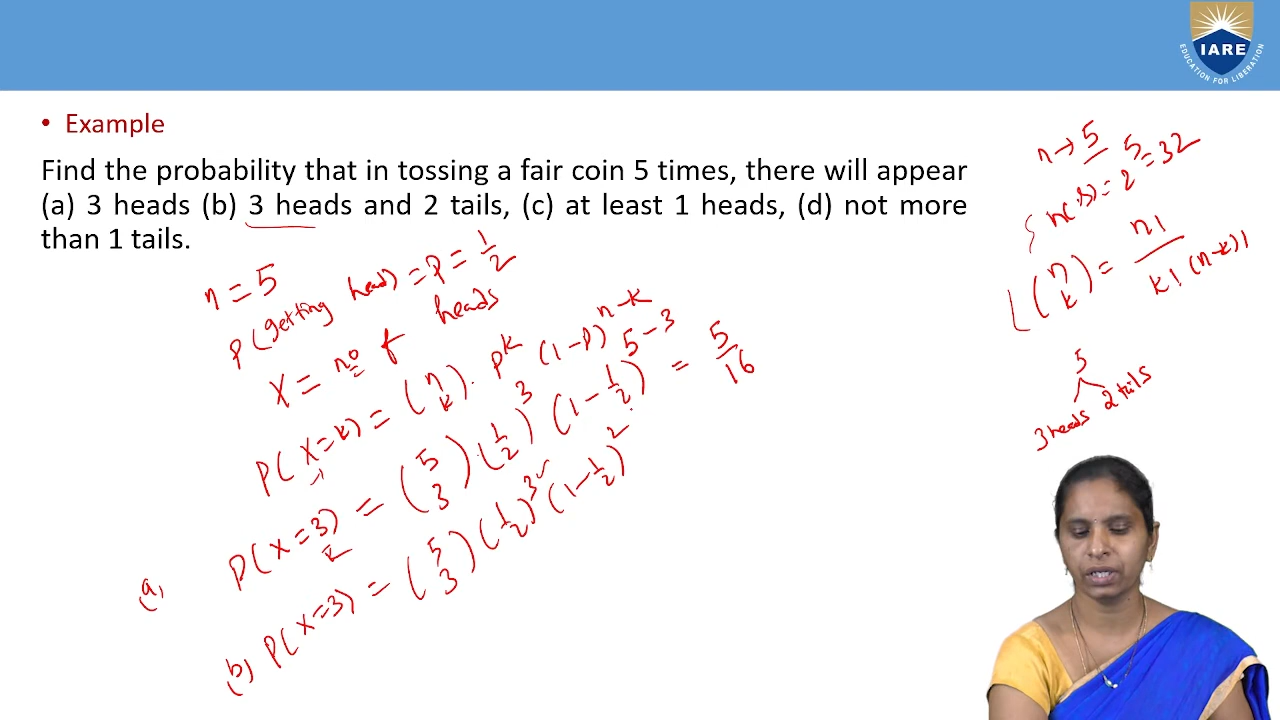 IARE
EDUCATION FOR LIBERATION
• Example
Find the probability that in tossing a fair coin 5 times, there will appear
(a) 3 heads (b) 3 heads and 2 tails, (c) at least 1 heads, (d) not more
than 1 tails.
n = 5
P(getting head) = P = 1/2
X = no of heads
P(X=k) = (n k). p^k (1-P)^n-k
(a) P(X=3) = (5 3)(1/2)^3 (1-1/2)^5-3 = 5/16
k
(b) P(X=3) = (5 3)(1/2)^3 (1-1/2)^2
n → 5
n(s) = 2^5 = 32
(n k) = n! / k! (n-k)!
5
3 heads 2 tails